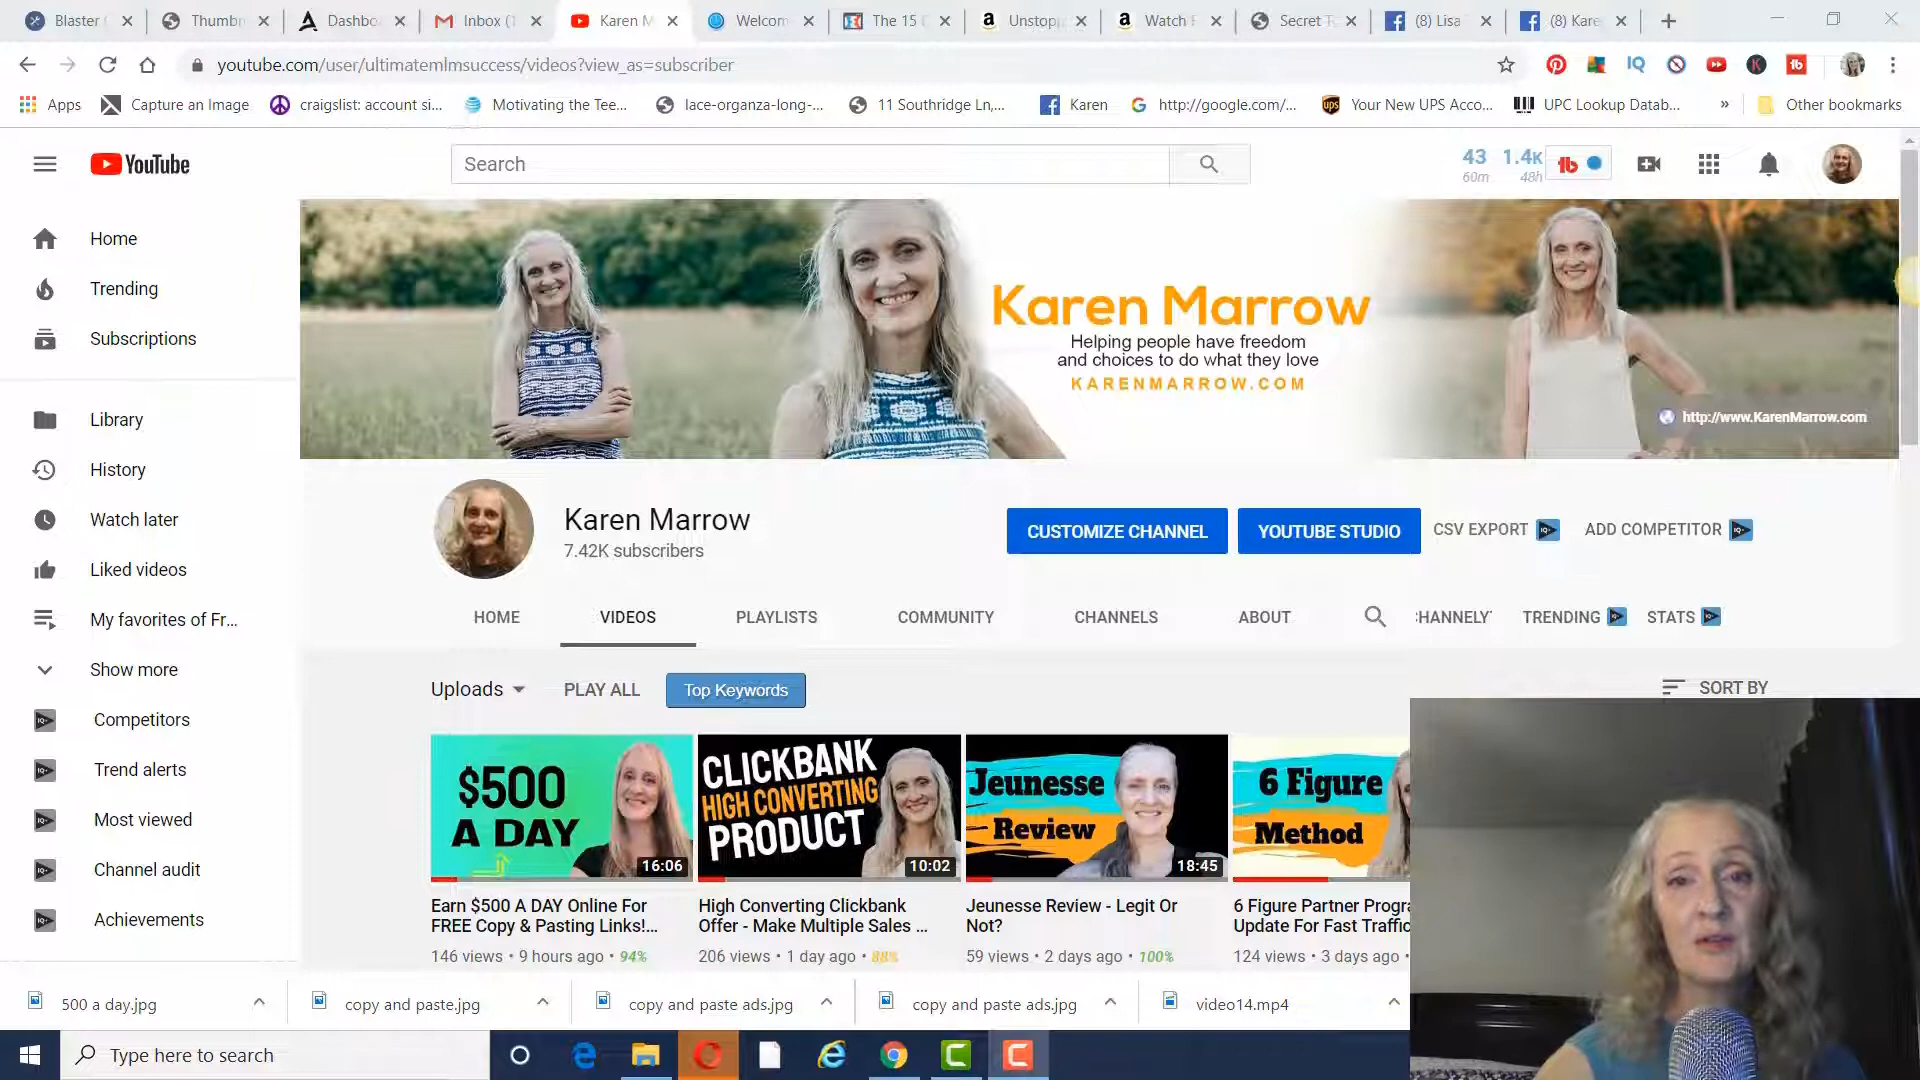 Blaster
Thumbn
Dashbo
Inbox (1
Karen M
Welcom
The 15
Unstopp
Watch
Secret
(8) Lisa
(8) Kare
youtube.com/user/ultimatemlmsuccess/videos?view_as=subscriber
Apps
Capture an Image
craigslist: account si...
Motivating the Tee...
lace-organza-long-...
11 Southridge Ln,...
Karen
http://google.com/...
Your New UPS Acco...
UPC Lookup Datab...
Other bookmarks
YouTube
Search
43
60m
1.4K
48h
Home
Trending
Subscriptions
Library
History
Watch later
Liked videos
My favorites of Fr...
Show more
Competitors
Trend alerts
Most viewed
Channel audit
Achievements
Karen Marrow
Helping people have freedom
and choices to do what they love
KARENMARROW.COM
http://www.KarenMarrow.com
Karen Marrow
7.42K subscribers
CUSTOMIZE CHANNEL
YOUTUBE STUDIO
CSV EXPORT
ADD COMPETITOR
HOME
VIDEOS
PLAYLISTS
COMMUNITY
CHANNELS
ABOUT
HANNELY
TRENDING
STATS
Uploads
PLAY ALL
Top Keywords
SORT BY
$500
A DAY
16:06
Earn $500 A DAY Online For
FREE Copy & Pasting Links!...
146 views • 9 hours ago • 94%
CLICKBANK
HIGH CONVERTING
PRODUCT
10:02
High Converting Clickbank
Offer - Make Multiple Sales ...
206 views • 1 day ago • 88%
Jeunesse
Review
18:45
Jeunesse Review - Legit Or
Not?
59 views • 2 days ago • 100%
6 Figure
Method
6 Figure Partner Progra
Update For Fast Traffic
124 views • 3 days ago •
500 a day.jpg
copy and paste.jpg
copy and paste ads.jpg
copy and paste ads.jpg
video14.mp4
Type here to search